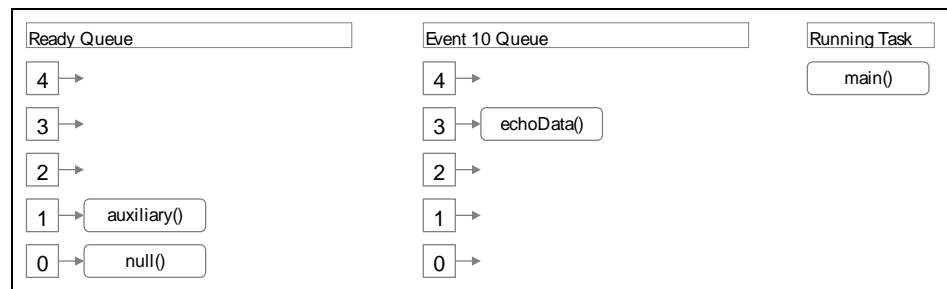 Ready Queue
Event 10 Queue
Running Task
4
4
main()
3
3
echoData()
2
2
1
auxiliary()
1
0
null()
0